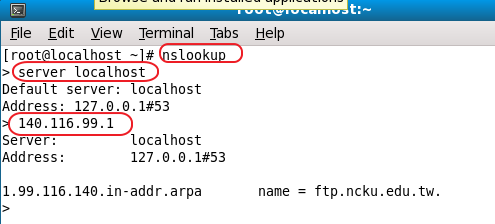 Browse and run installed applications
root@localhost:~
File Edit View Terminal Tabs Help
[root@localhost ~]# nslookup
> server localhost
Default server: localhost
Address: 127.0.0.1#53
> 140.116.99.1
Server: localhost
Address: 127.0.0.1#53
1.99.116.140.in-addr.arpa name = ftp.ncku.edu.tw.
>